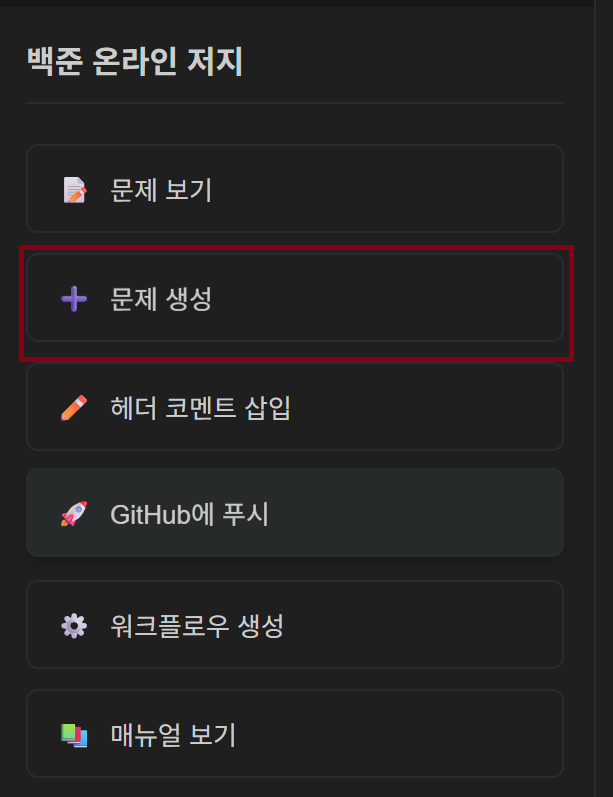 백준 온라인 저지
문제 보기
문제 생성
헤더 코멘트 삽입
GitHub에 푸시
워크플로우 생성
매뉴얼 보기